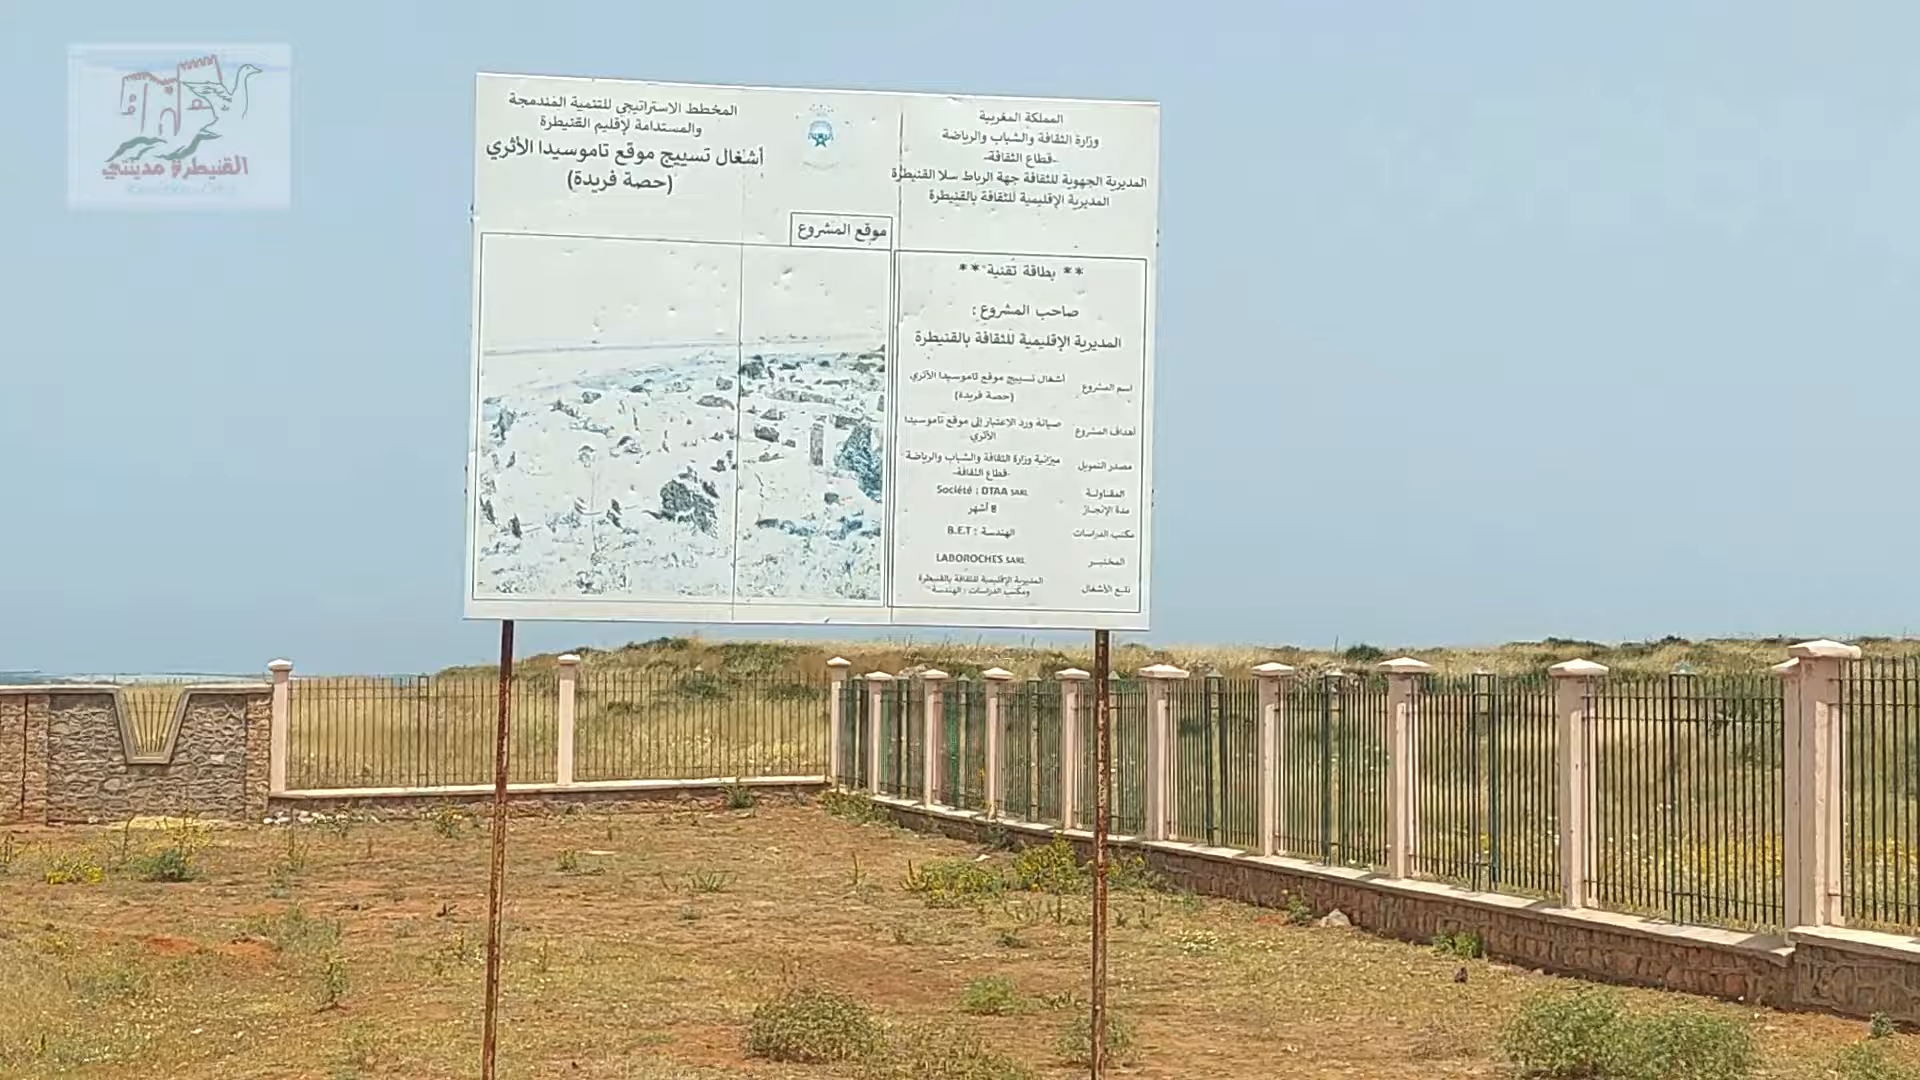 المملكة المغربية
وزارة الثقافة والشباب والرياضة
-قطاع الثقافة-
المديرية الجهوية للثقافة جهة الرباط سلا القنيطرة
المديرية الإقليمية للثقافة بالقنيطرة
المخطط الاستراتيجي للتنمية المندمجة
والمستدامة لإقليم القنيطرة
أشغال تسييج موقع تاموسيدا الأثري
(حصة فريدة)
موقع المشروع
** بطاقة تقنية **
صاحب المشروع :
المديرية الإقليمية للثقافة بالقنيطرة
اسم المشروع أشغال تسييج موقع تاموسيدا الأثري
(حصة فريدة)
أهداف المشروع صيانة ورد الإعتبار إلى موقع تاموسيدا
الأثري
مصدر التمويل ميزانية وزارة الثقافة والشباب والرياضة
-قطاع الثقافة-
المقاولة Société : DTAA SARL
مدة الإنجاز 8 أشهر
مكتب الدراسات الهندسة : B.E.T
المختبر LABOROCHES SARL
تتبع الأشغال المديرية الإقليمية للثقافة بالقنيطرة
ومكتب الدراسات : الهندسة
القنيطرة مدينتي